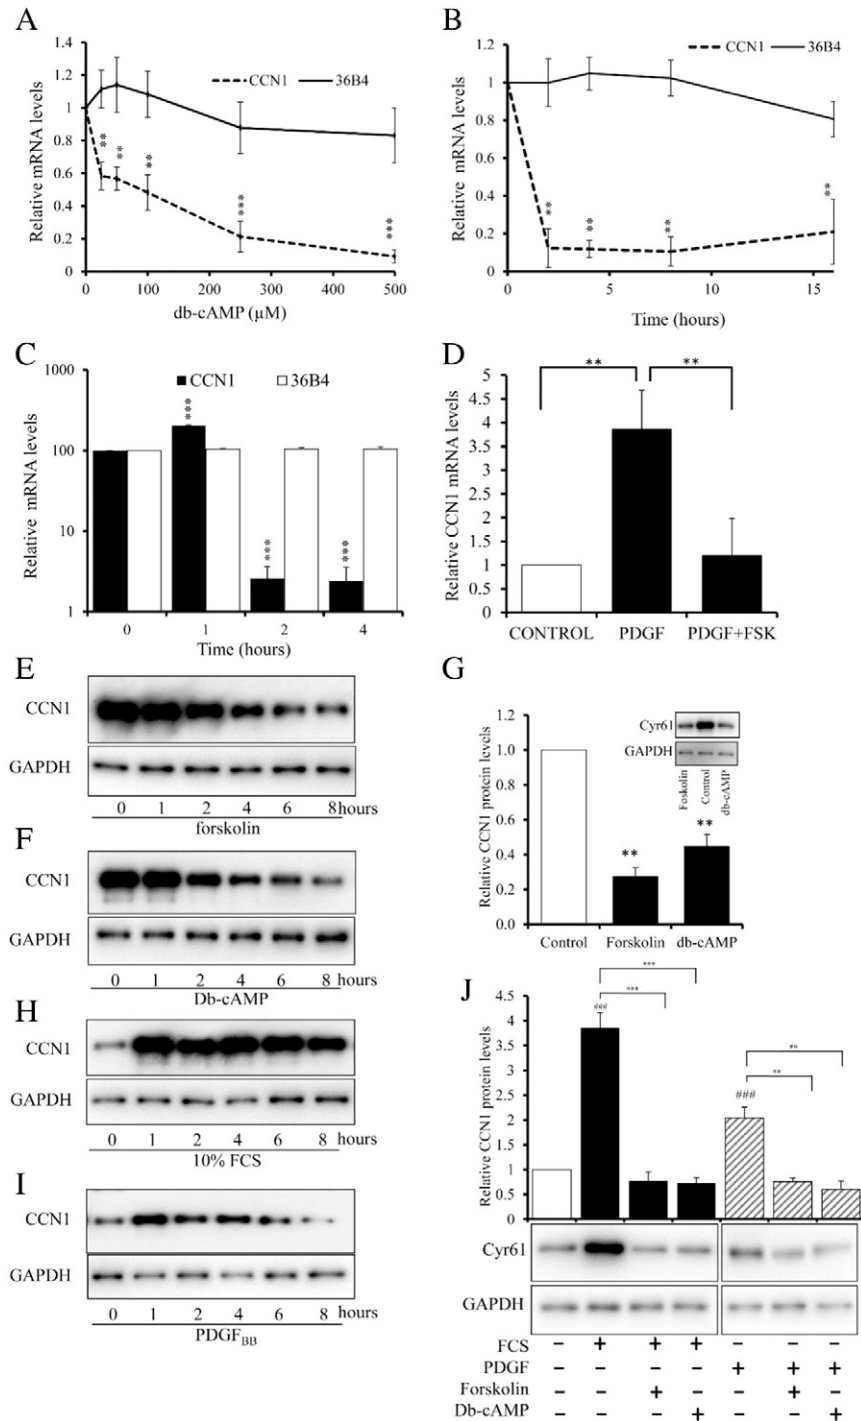 A
Relative mRNA levels
1.4
1.2
1
0.8
0.6
0.4
0.2
0
CCN1 36B4
** ** ** *** ***
0 100 200 300 400 500
db-cAMP (µM)
B
Relative mRNA levels
1.2
1
0.8
0.6
0.4
0.2
0
CCN1 36B4
** ** ** **
0 5 10 15
Time (hours)
C
Relative mRNA levels
1000
100
10
1
CCN1 36B4
*** *** ***
0 1 2 4
Time (hours)
D
Relative CCN1 mRNA levels
5
4.5
4
3.5
3
2.5
2
1.5
1
0.5
0
** **
CONTROL PDGF PDGF+FSK
E
CCN1
GAPDH
0 1 2 4 6 8hours
forskolin
F
CCN1
GAPDH
0 1 2 4 6 8 hours
Db-cAMP
G
Relative CCN1 protein levels
1.2
1.0
0.8
0.6
0.4
0.2
0.0
Cyr61
GAPDH
Foskolin
Control
db-cAMP
** **
Control Forskolin db-cAMP
H
CCN1
GAPDH
0 1 2 4 6 8 hours
10% FCS
I
CCN1
GAPDH
0 1 2 4 6 8 hours
PDGFBB
J
Relative CCN1 protein levels
4.5
4
3.5
3
2.5
2
1.5
1
0.5
0
***
***
###
**
**
###
Cyr61
GAPDH
FCS – + + + – – –
PDGF – – – – + + +
Forskolin – – + – – + –
Db-cAMP – – – + – – +